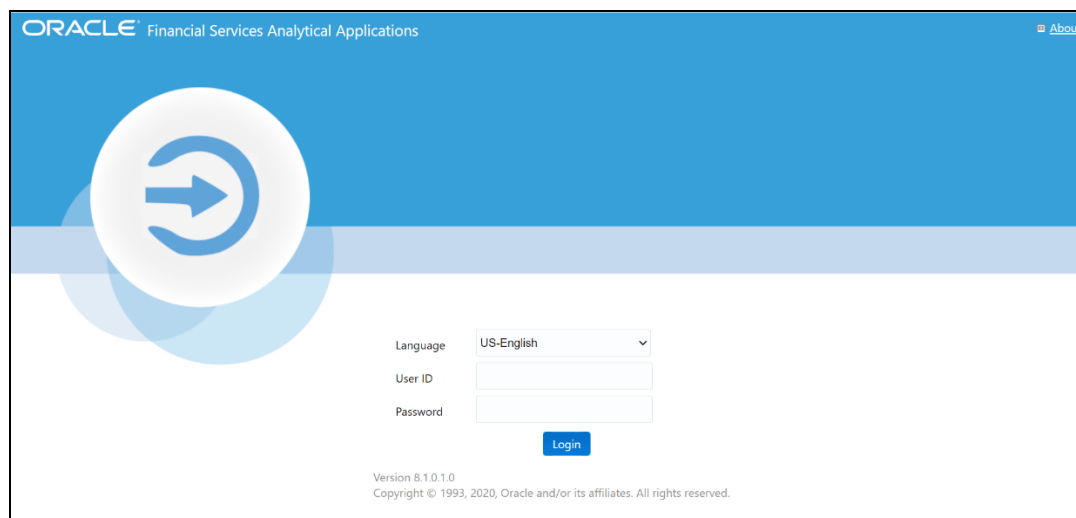 ORACLE Financial Services Analytical Applications
Abou
Language US-English
User ID
Password
Login
Version 8.1.0.1.0
Copyright © 1993, 2020, Oracle and/or its affiliates. All rights reserved.